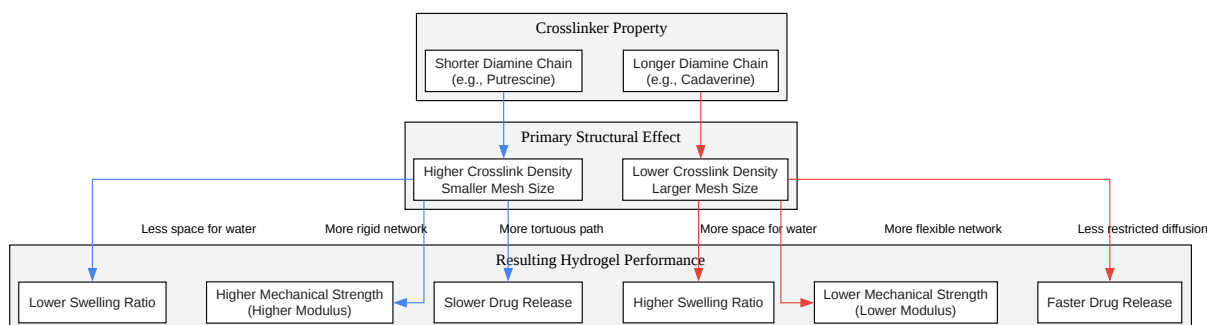 Crosslinker Property
Shorter Diamine Chain
(e.g., Putrescine)
Longer Diamine Chain
(e.g., Cadaverine)
Primary Structural Effect
Higher Crosslink Density
Smaller Mesh Size
Lower Crosslink Density
Larger Mesh Size
Less space for water
More rigid network
More tortuous path
More space for water
More flexible network
Less restricted diffusion
Resulting Hydrogel Performance
Lower Swelling Ratio
Higher Mechanical Strength
(Higher Modulus)
Slower Drug Release
Higher Swelling Ratio
Lower Mechanical Strength
(Lower Modulus)
Faster Drug Release